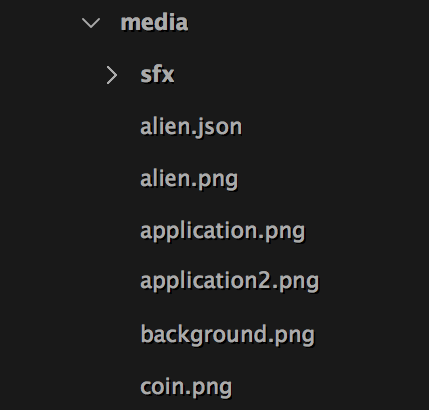 media
sfx
alien.json
alien.png
application.png
application2.png
background.png
coin.png